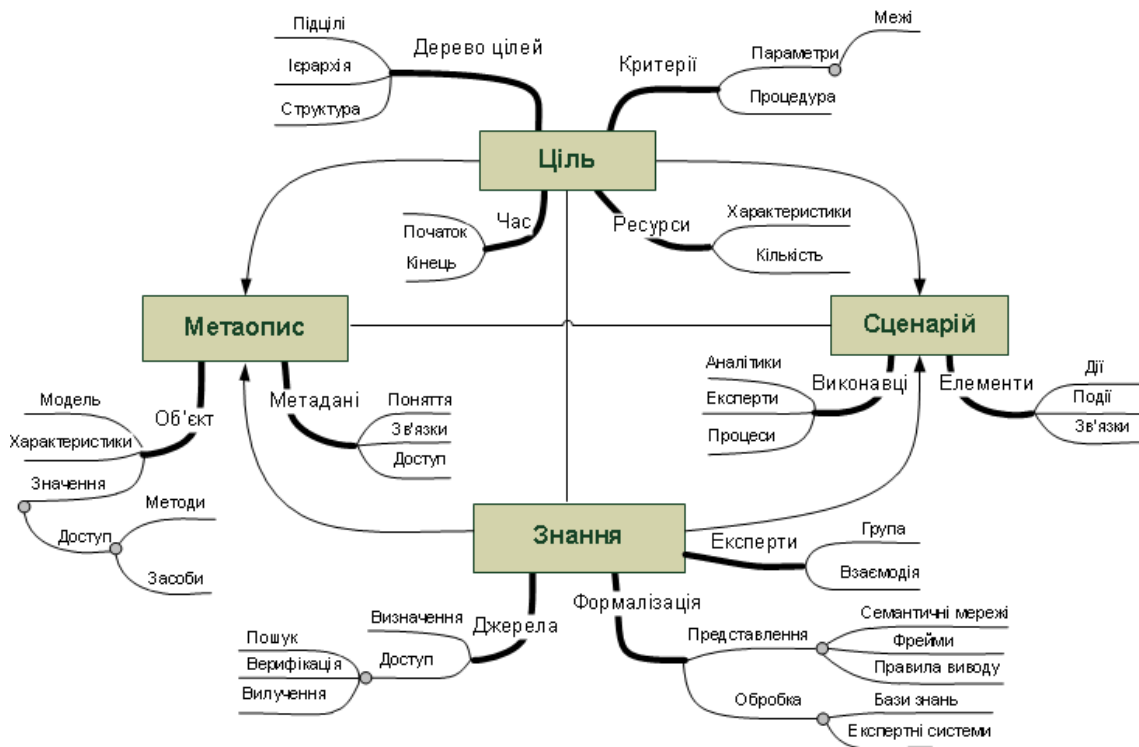 Підцілі
Ієрархія
Структура
Дерево цілей
Критерії
Параметри
Межі
Процедура
Ціль
Час
Початок
Кінець
Ресурси
Характеристики
Кількість
Метаопис
Сценарій
Об'єкт
Модель
Характеристики
Значення
Доступ
Методи
Засоби
Метадані
Поняття
Зв'язки
Доступ
Виконавці
Аналітики
Експерти
Процеси
Елементи
Дії
Події
Зв'язки
Знання
Експерти
Група
Взаємодія
Джерела
Визначення
Доступ
Пошук
Верифікація
Вилучення
Формалізація
Представлення
Семантичні мережі
Фрейми
Правила виводу
Обробка
Бази знань
Експертні системи